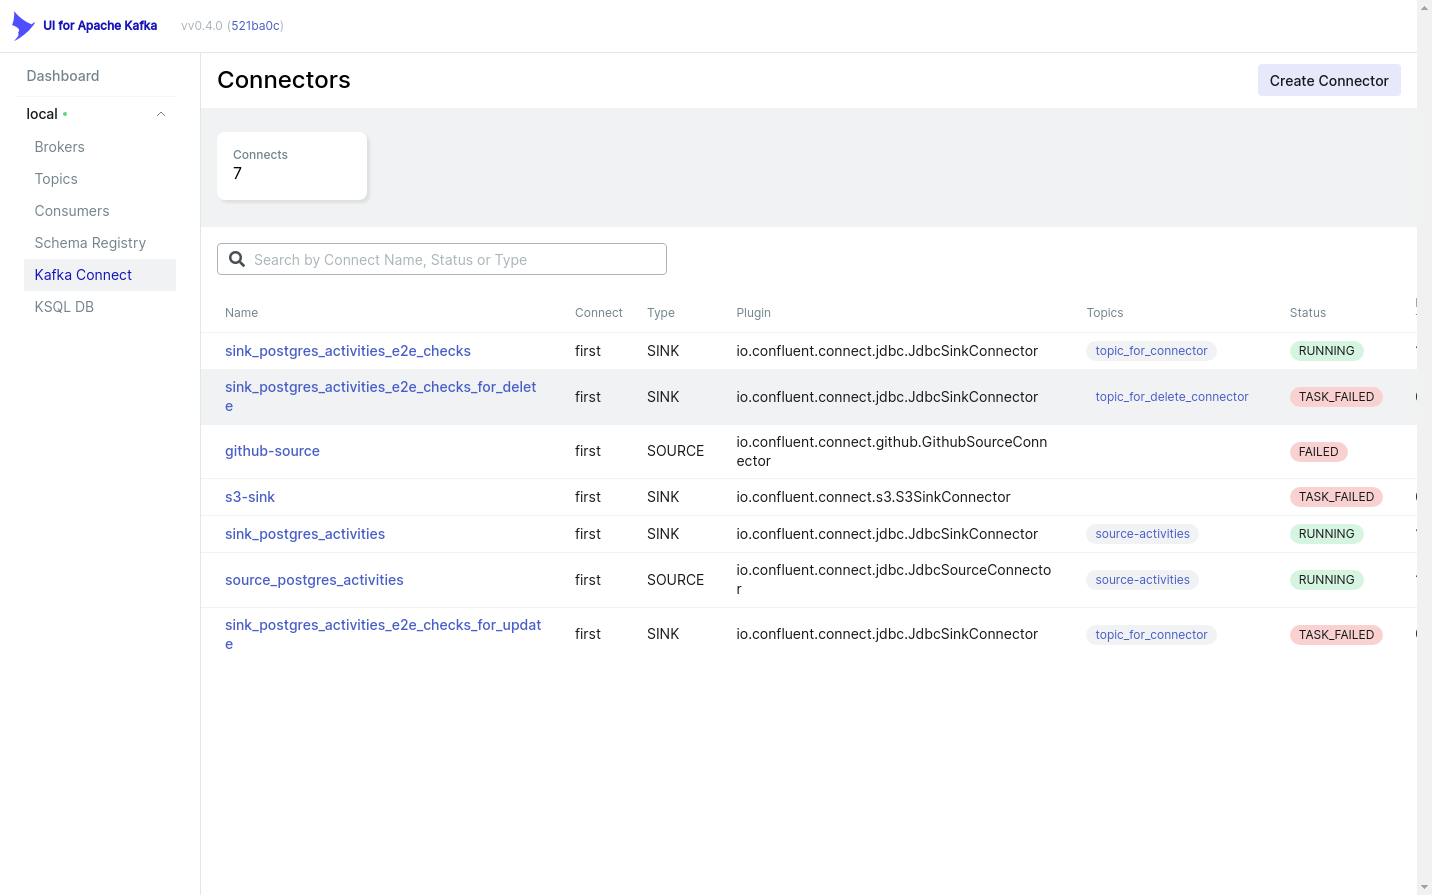 UI for Apache Kafka
vv0.4.0 (521ba0c)
Dashboard
local
Brokers
Topics
Consumers
Schema Registry
Kafka Connect
KSQL DB
Connectors
Create Connector
Connects
7
Search by Connect Name, Status or Type
Name Connect Type Plugin Topics Status
sink_postgres_activities_e2e_checks first SINK io.confluent.connect.jdbc.JdbcSinkConnector topic_for_connector RUNNING
sink_postgres_activities_e2e_checks_for_delet
e
first SINK io.confluent.connect.jdbc.JdbcSinkConnector topic_for_delete_connector TASK_FAILED
github-source first SOURCE
io.confluent.connect.github.GithubSourceConn
ector
FAILED
s3-sink first SINK io.confluent.connect.s3.S3SinkConnector TASK_FAILED
sink_postgres_activities first SINK io.confluent.connect.jdbc.JdbcSinkConnector source-activities RUNNING
source_postgres_activities first SOURCE
io.confluent.connect.jdbc.JdbcSourceConnecto
r
source-activities RUNNING
sink_postgres_activities_e2e_checks_for_updat
e
first SINK io.confluent.connect.jdbc.JdbcSinkConnector topic_for_connector TASK_FAILED